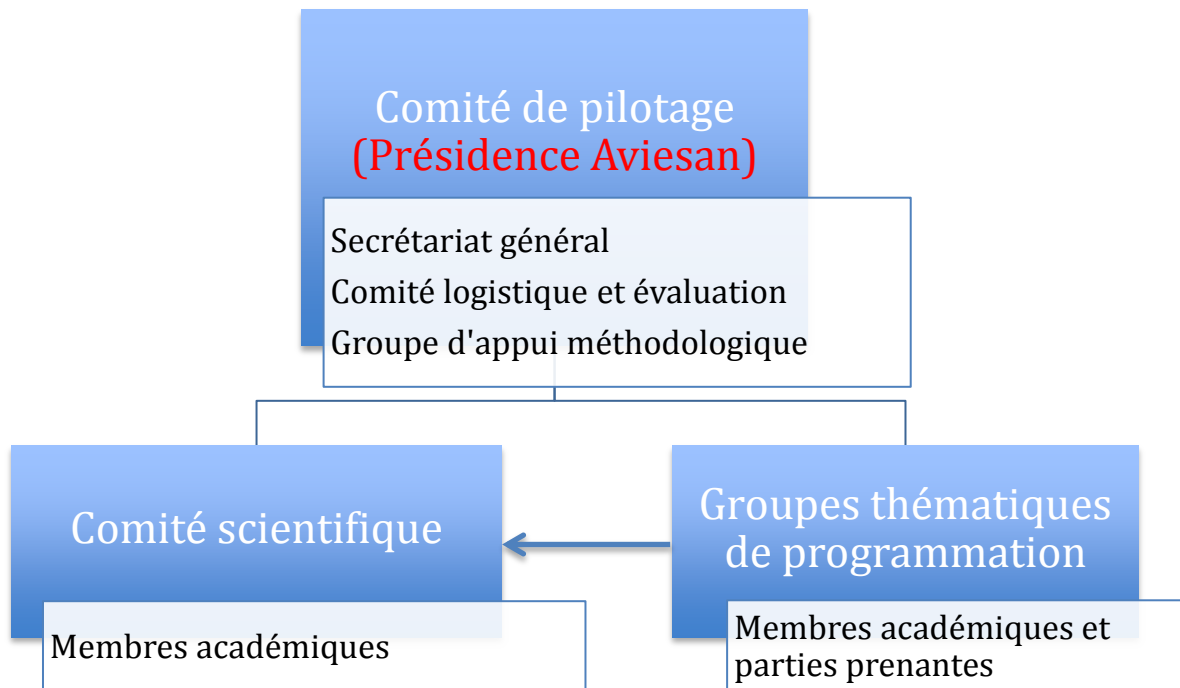 Comité de pilotage
(Présidence Aviesan)
Secrétariat général
Comité logistique et évaluation
Groupe d'appui méthodologique
Comité scientifique
Membres académiques
Groupes thématiques
de programmation
Membres académiques et
parties prenantes